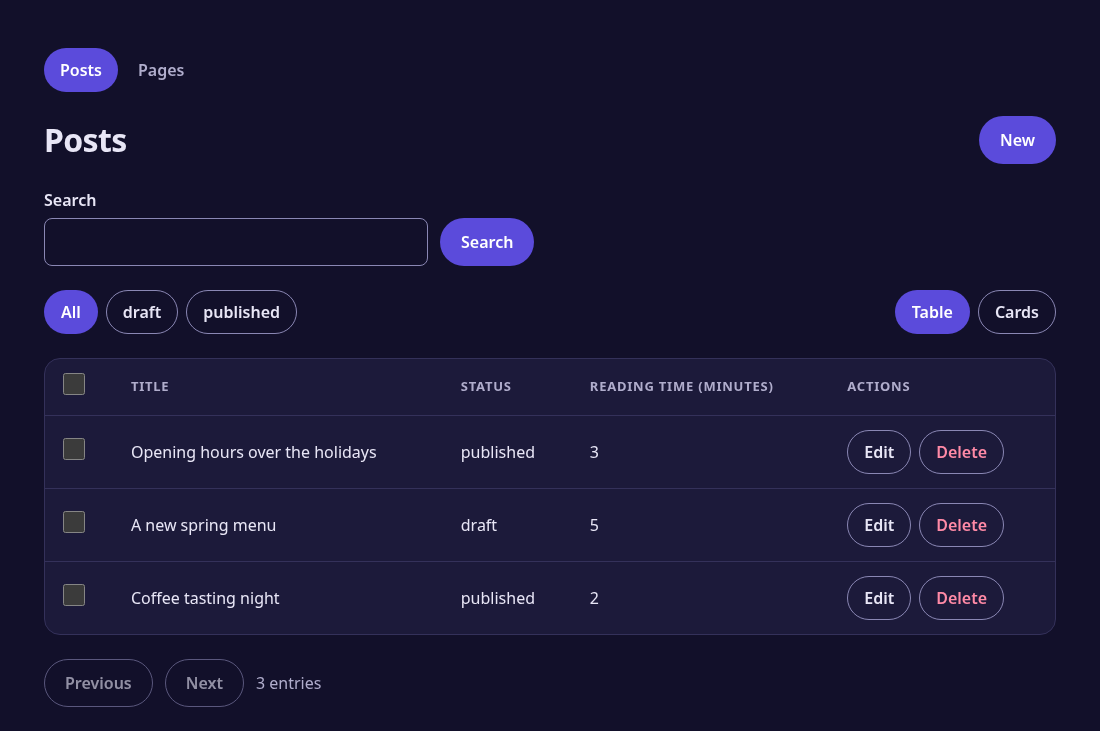 Posts Pages
Posts New
Search
Search
All draft published Table Cards
TITLE STATUS READING TIME (MINUTES) ACTIONS
Opening hours over the holidays published 3 Edit Delete
A new spring menu draft 5 Edit Delete
Coffee tasting night published 2 Edit Delete
Previous Next 3 entries